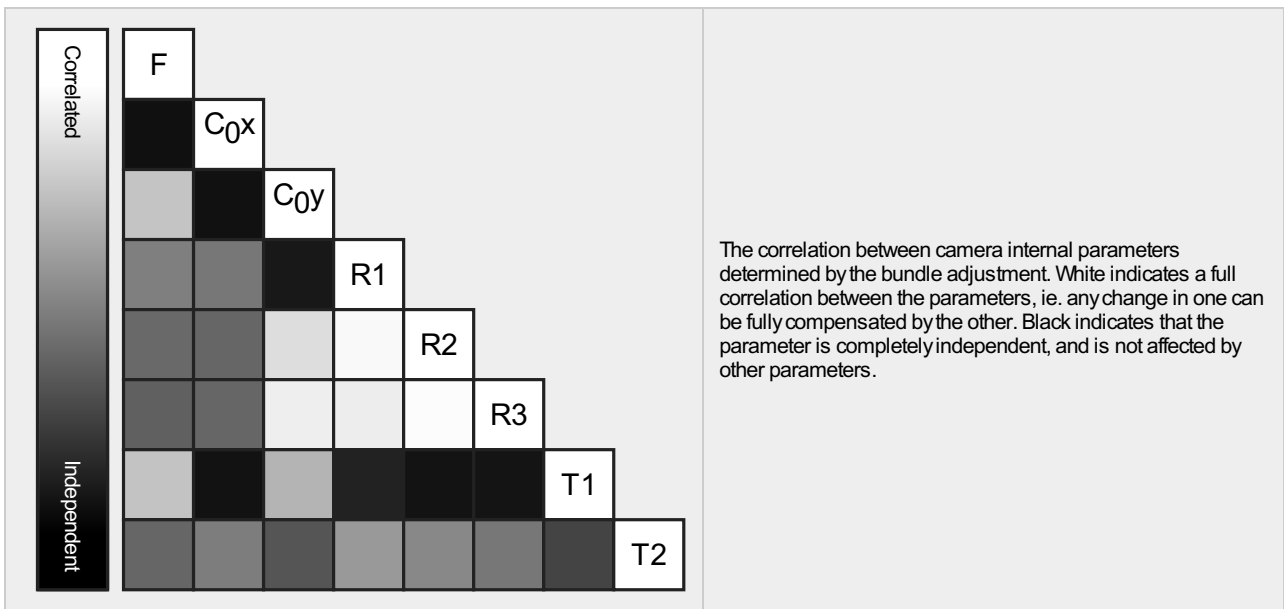 Correlated
Independent
F
C0x
C0y
R1
R2
R3
T1
T2
The correlation between camera internal parameters
determined by the bundle adjustment. White indicates a full
correlation between the parameters, ie. any change in one can
be fully compensated by the other. Black indicates that the
parameter is completely independent, and is not affected by
other parameters.